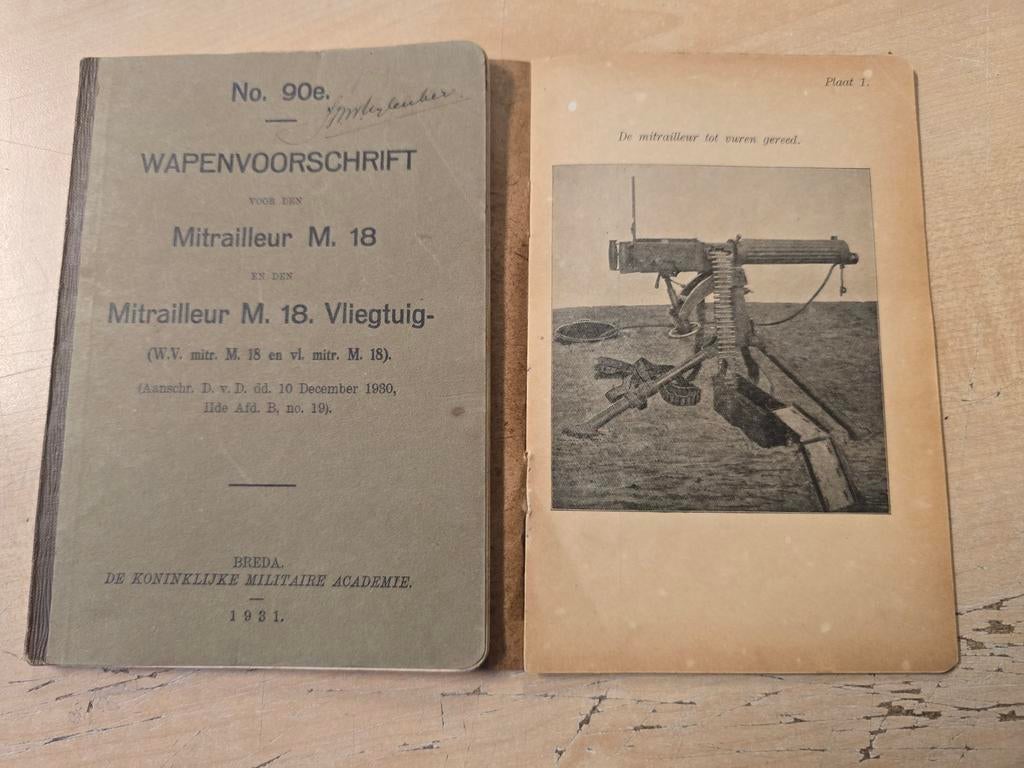 No. 90e.
WAPENVOORSCHRIFT
VOOR DEN
Mitrailleur M. 18
EN DEN
Mitrailleur M. 18. Vliegtuig-
(W.V. mitr. M. 18 en vl. mitr. M. 18).
(Aanschr. D. v. D. dd. 10 December 1930,
IIde Afd. B, no. 19).
BREDA.
DE KONINKLIJKE MILITAIRE ACADEMIE.
1931.
Plaat 1.
De mitrailleur tot vuren gereed.